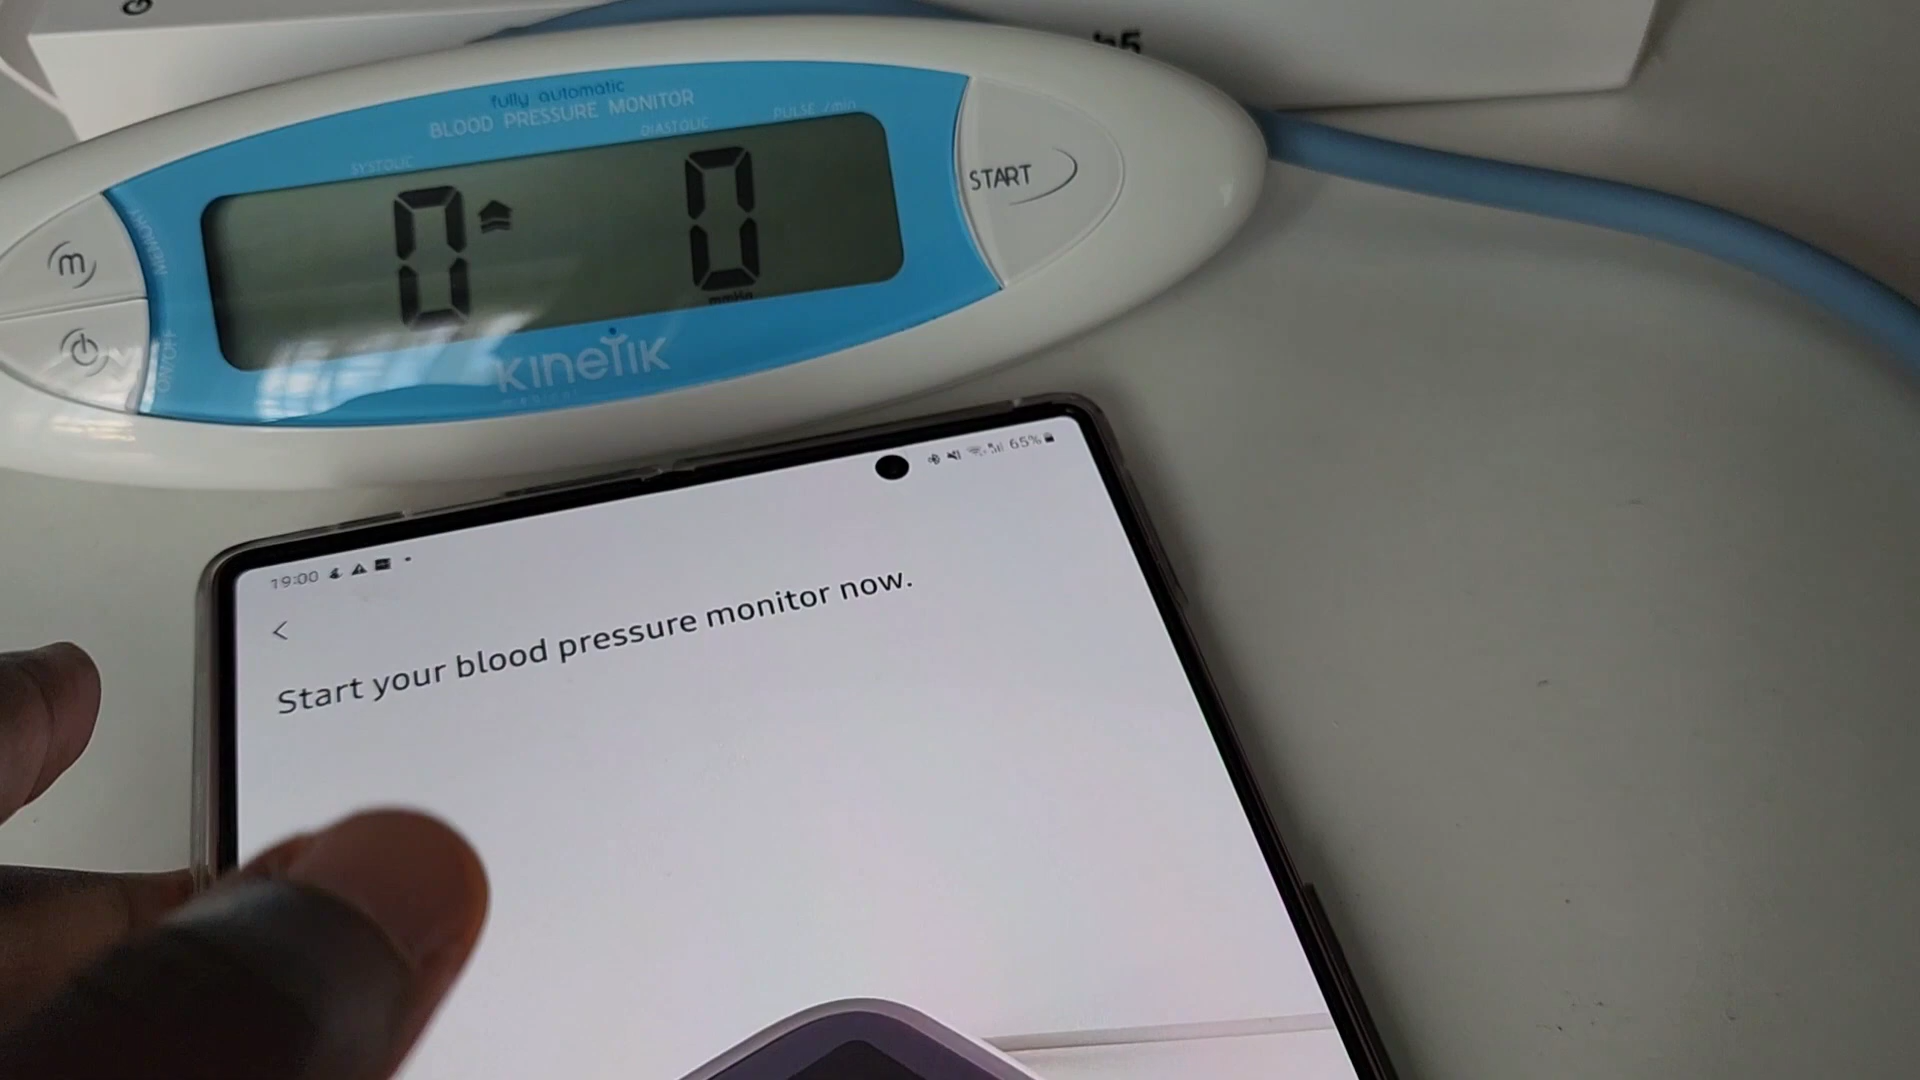 fully automatic
BLOOD PRESSURE MONITOR
SYSTOLIC
DIASTOLIC
PULSE /min
0
0
mmHg
MEMORY
m
ON/OFF
START
KINETIK
medical
19:00
65%
<
Start your blood pressure monitor now.